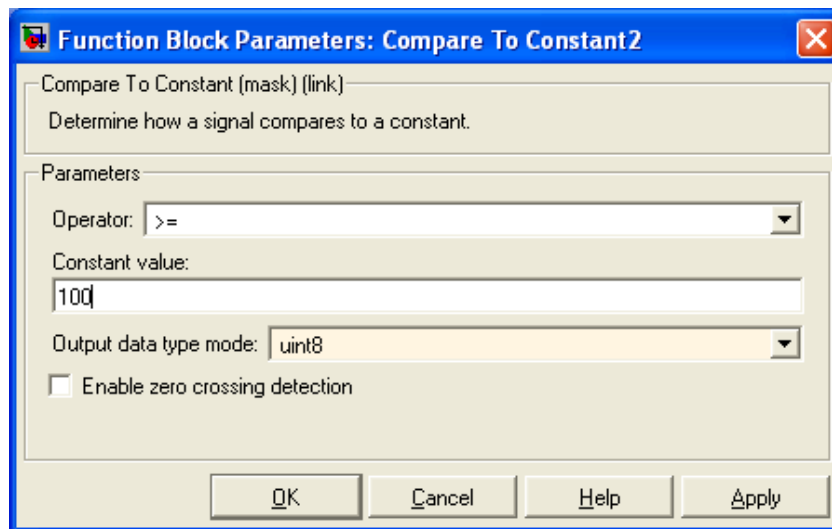 Function Block Parameters: Compare To Constant2
Compare To Constant (mask) (link)
Determine how a signal compares to a constant.
Parameters
Operator: >=
Constant value:
100
Output data type mode: uint8
Enable zero crossing detection
OK Cancel Help Apply